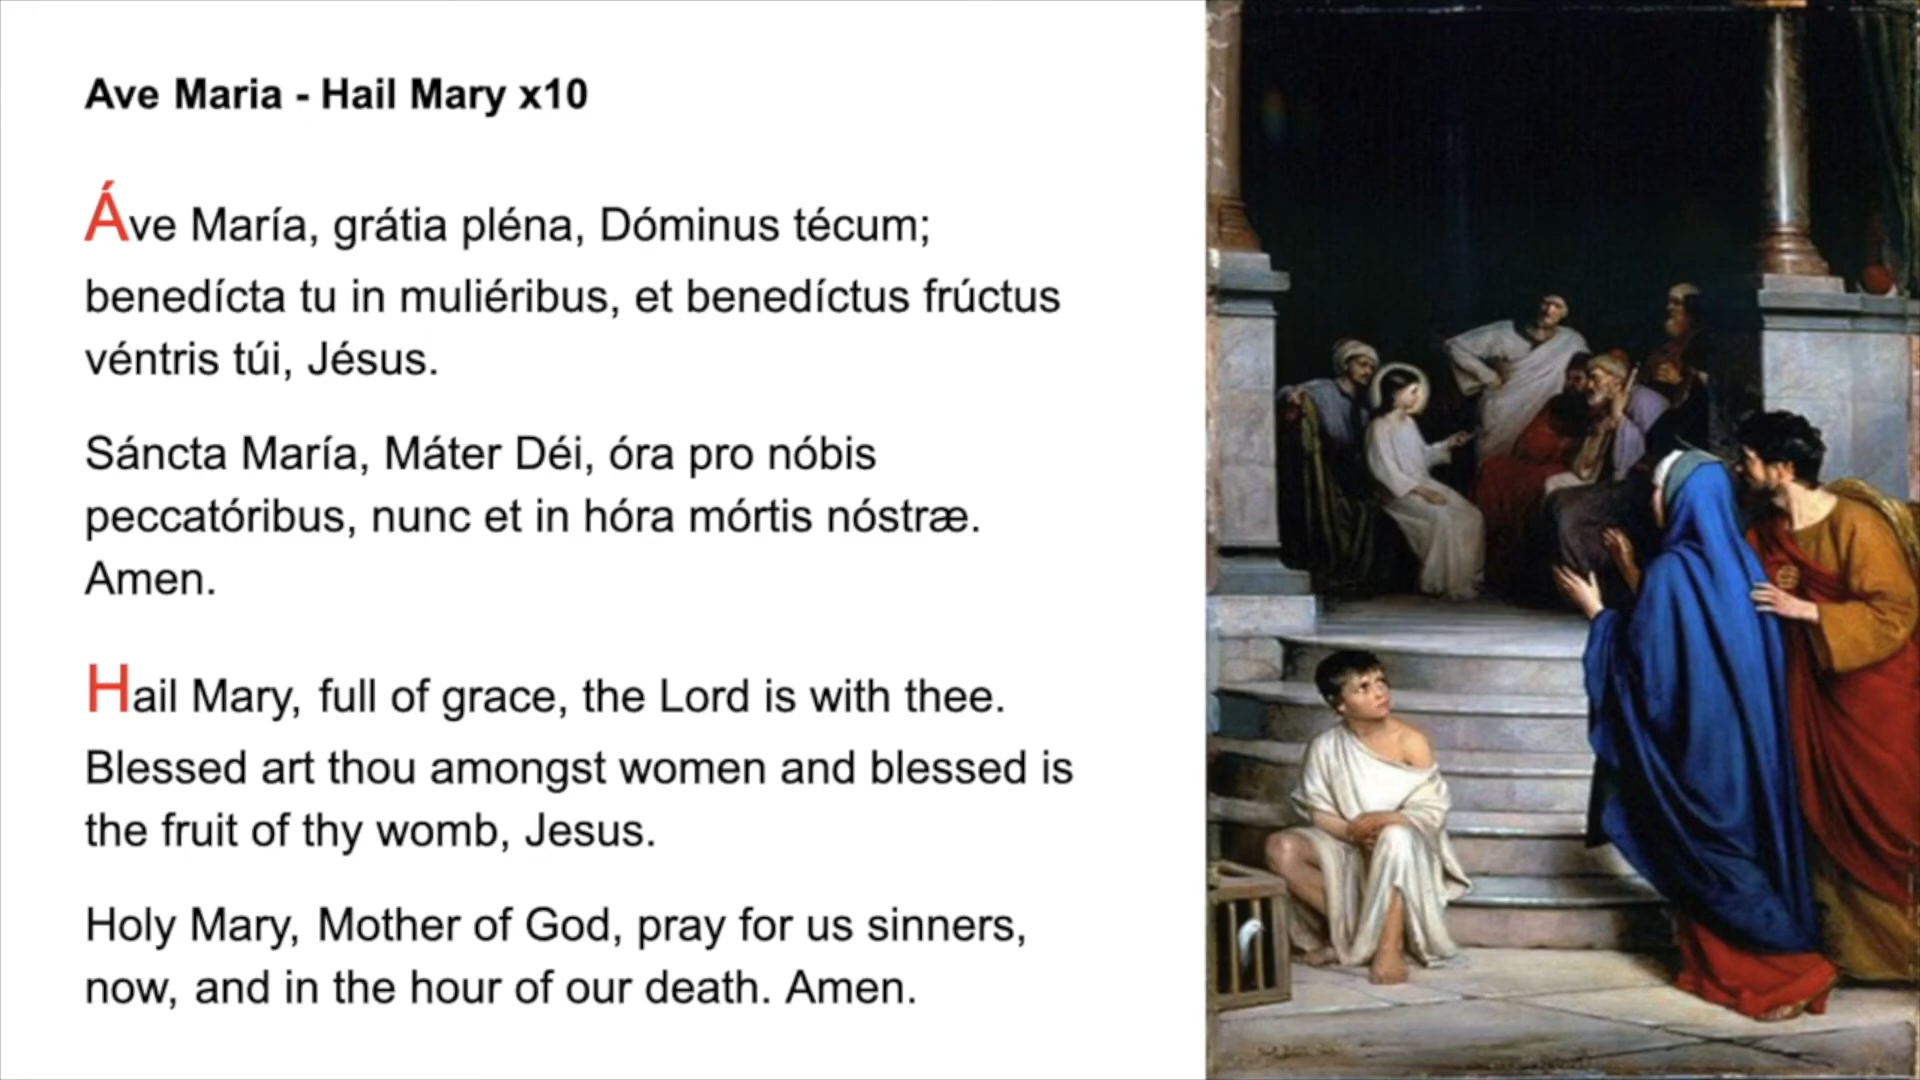 Ave Maria - Hail Mary x10
Áve María, grátia pléna, Dóminus técum;
benedícta tu in muliéribus, et benedíctus frúctus
véntris túi, Jésus.
Sáncta María, Máter Déi, óra pro nóbis
peccatóribus, nunc et in hóra mórtis nóstræ.
Amen.
Hail Mary, full of grace, the Lord is with thee.
Blessed art thou amongst women and blessed is
the fruit of thy womb, Jesus.
Holy Mary, Mother of God, pray for us sinners,
now, and in the hour of our death. Amen.